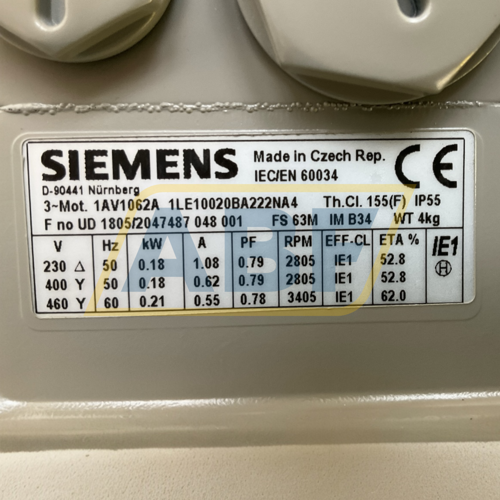 SIEMENS
Made in Czech Rep.
CE
D-90441 Nürnberg
IEC/EN 60034
3~Mot. 1AV1062A 1LE10020BA222NA4 Th.Cl. 155(F) IP55
F no UD 1805/2047487 048 001 FS 63M IM B34 WT 4kg
V Hz kW A PF RPM EFF-CL ETA % IE1
230 Δ 50 0.18 1.08 0.79 2805 IE1 52.8
400 Y 50 0.18 0.62 0.79 2805 IE1 52.8
460 Y 60 0.21 0.55 0.78 3405 IE1 62.0
H
ABF